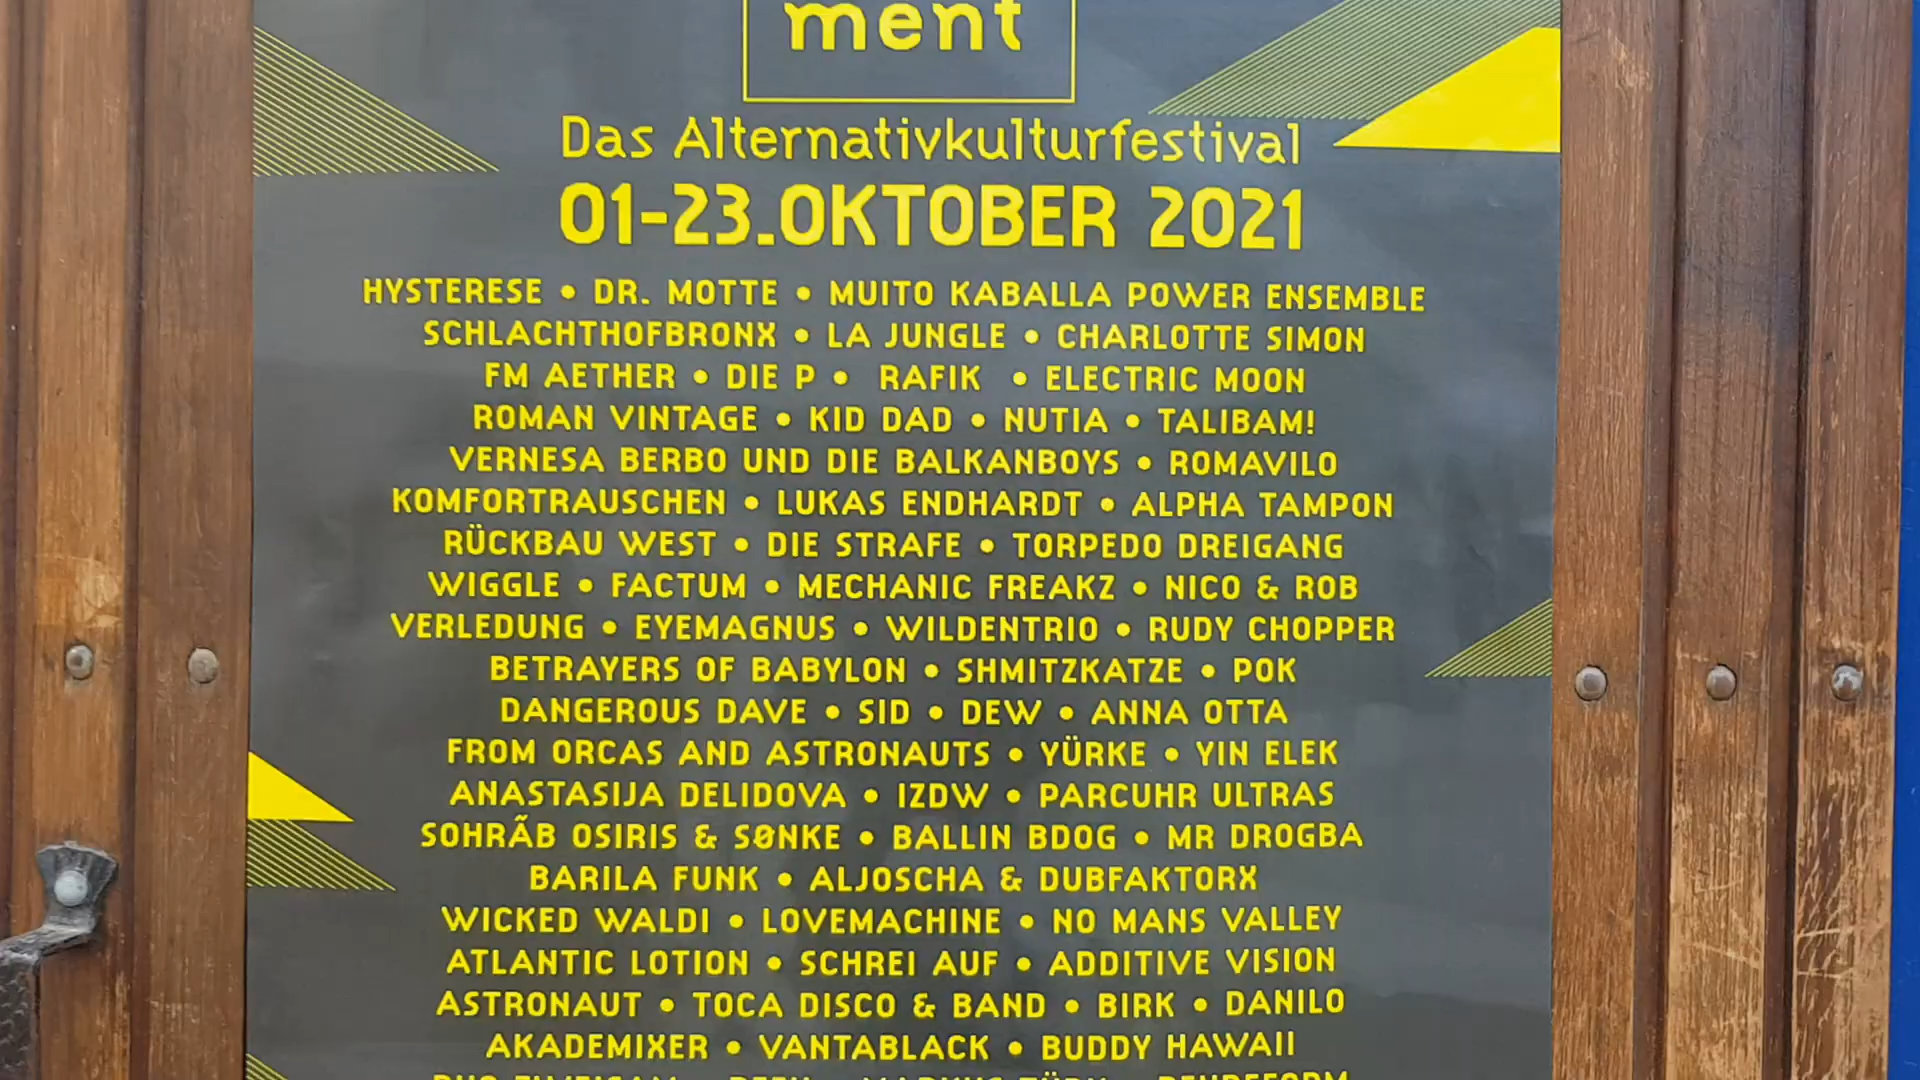 ment
Das Alternativkulturfestival
01-23.OKTOBER 2021
HYSTERESE • DR. MOTTE • MUITO KABALLA POWER ENSEMBLE
SCHLACHTHOFBRONX • LA JUNGLE • CHARLOTTE SIMON
FM AETHER • DIE P • RAFIK • ELECTRIC MOON
ROMAN VINTAGE • KID DAD • NUTIA • TALIBAM!
VERNESA BERBO UND DIE BALKANBOYS • ROMAVILO
KOMFORTRAUSCHEN • LUKAS ENDHARDT • ALPHA TAMPON
RÜCKBAU WEST • DIE STRAFE • TORPEDO DREIGANG
WIGGLE • FACTUM • MECHANIC FREAKZ • NICO & ROB
VERLEDUNG • EYEMAGNUS • WILDENTRIO • RUDY CHOPPER
BETRAYERS OF BABYLON • SHMITZKATZE • POK
DANGEROUS DAVE • SID • DEW • ANNA OTTA
FROM ORCAS AND ASTRONAUTS • YÜRKE • YIN ELEK
ANASTASIJA DELIDOVA • IZDW • PARCUHR ULTRAS
SOHRÃB OSIRIS & SØNKE • BALLIN BDOG • MR DROGBA
BARILA FUNK • ALJOSCHA & DUBFAKTORX
WICKED WALDI • LOVEMACHINE • NO MANS VALLEY
ATLANTIC LOTION • SCHREI AUF • ADDITIVE VISION
ASTRONAUT • TOCA DISCO & BAND • BIRK • DANILO
AKADEMIXER • VANTABLACK • BUDDY HAWAII